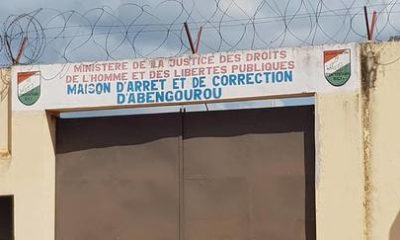 MINISTERE DE LA JUSTICE DES DROITS
DE L'HOMME ET DES LIBERTES PUBLIQUES
MAISON D'ARRET ET DE CORRECTION
D'ABENGOUROU